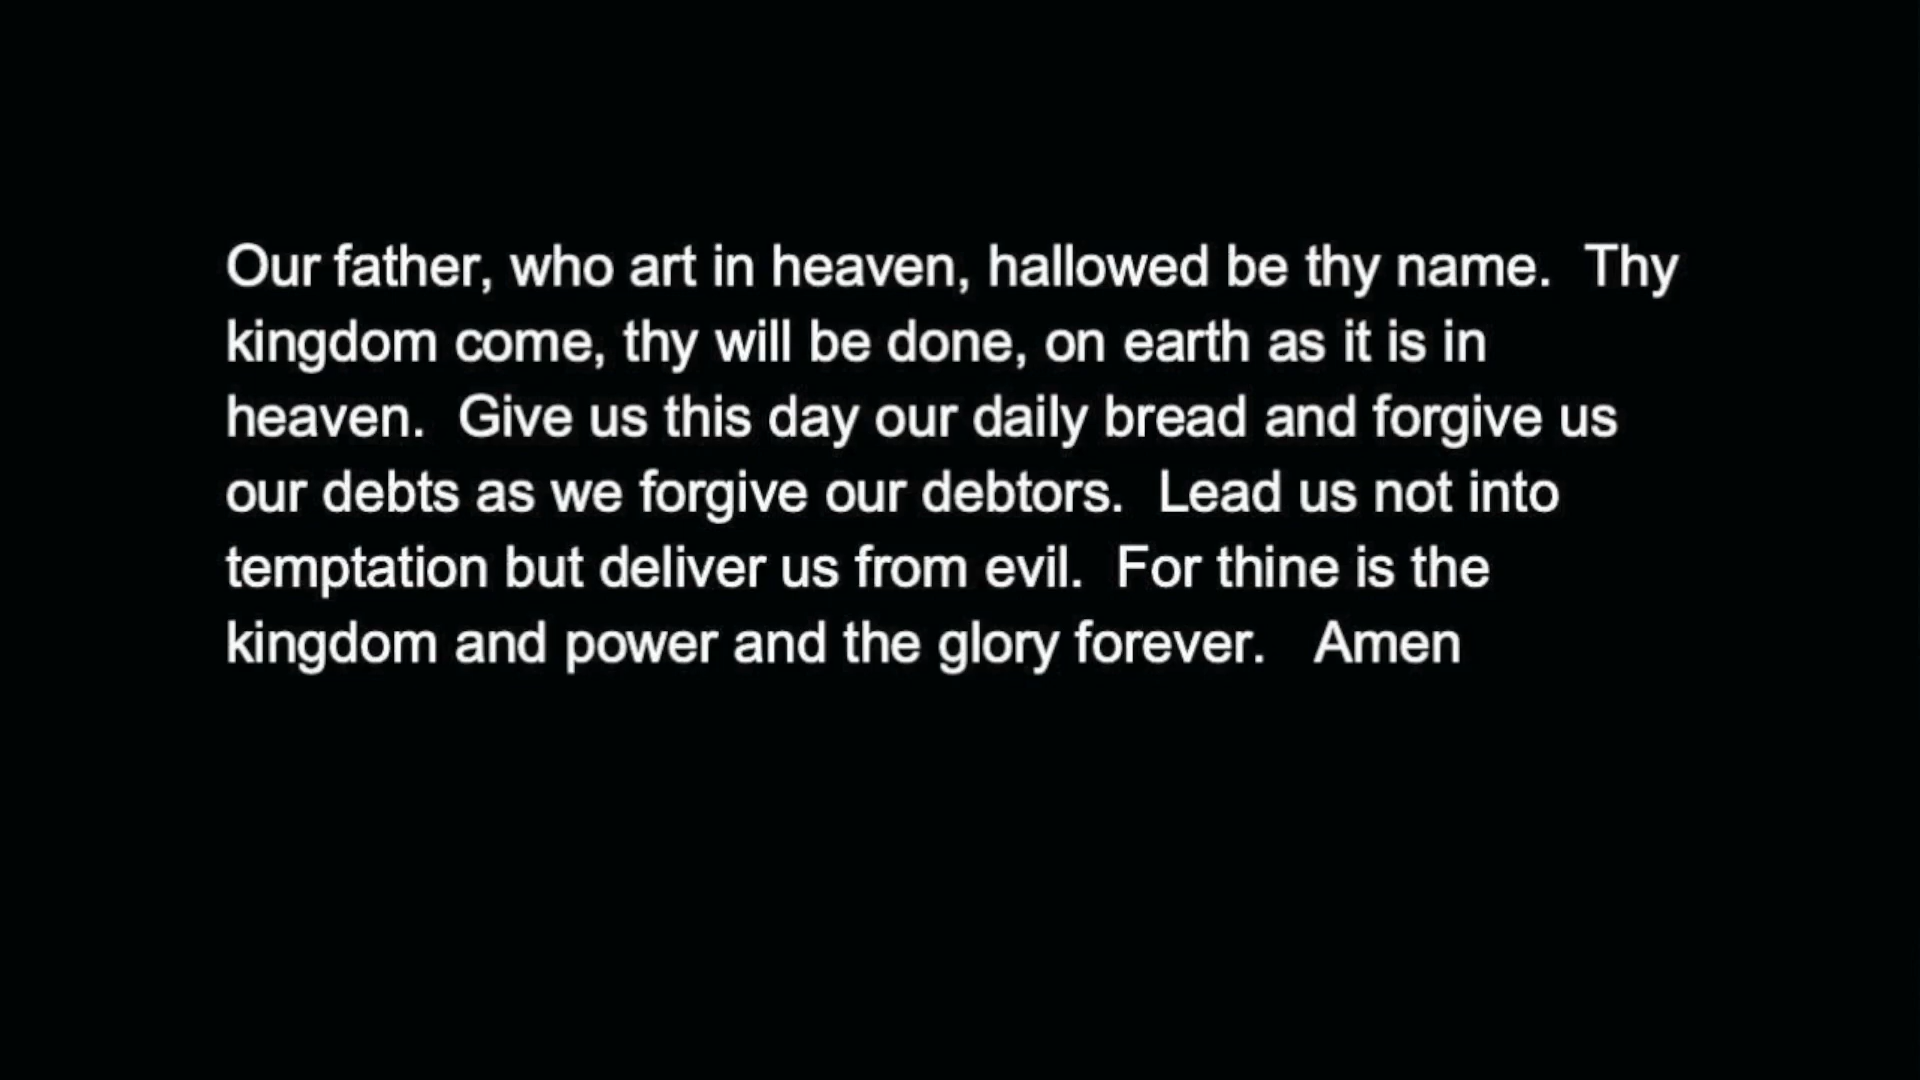 Our father, who art in heaven, hallowed be thy name.  Thy
kingdom come, thy will be done, on earth as it is in
heaven.  Give us this day our daily bread and forgive us
our debts as we forgive our debtors.  Lead us not into
temptation but deliver us from evil.  For thine is the
kingdom and power and the glory forever.   Amen